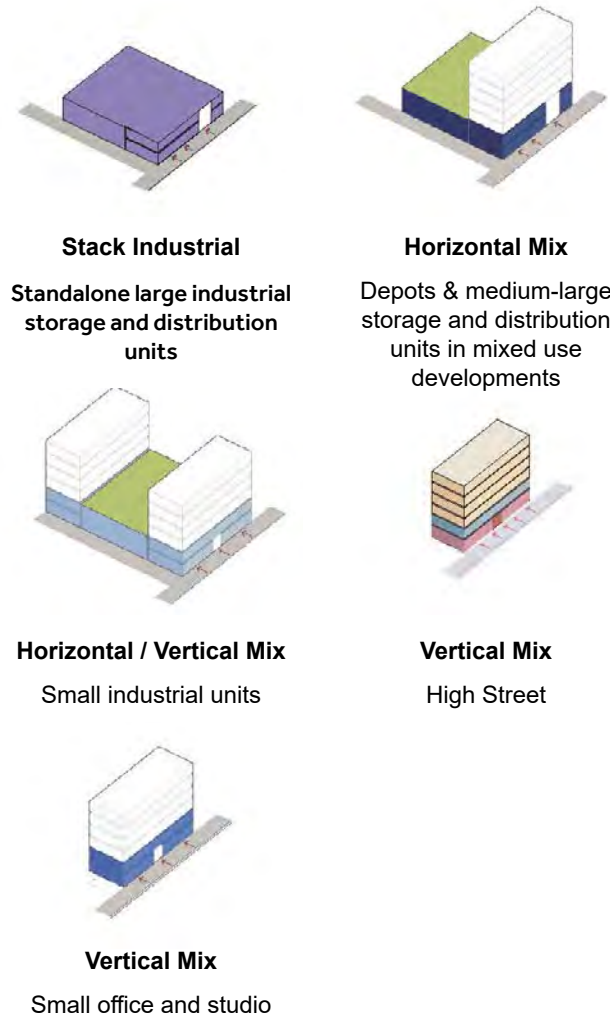 Stack Industrial
Standalone large industrial
storage and distribution
units
Horizontal Mix
Depots & medium-large
storage and distribution
units in mixed use
developments
Horizontal / Vertical Mix
Small industrial units
Vertical Mix
High Street
Vertical Mix
Small office and studio